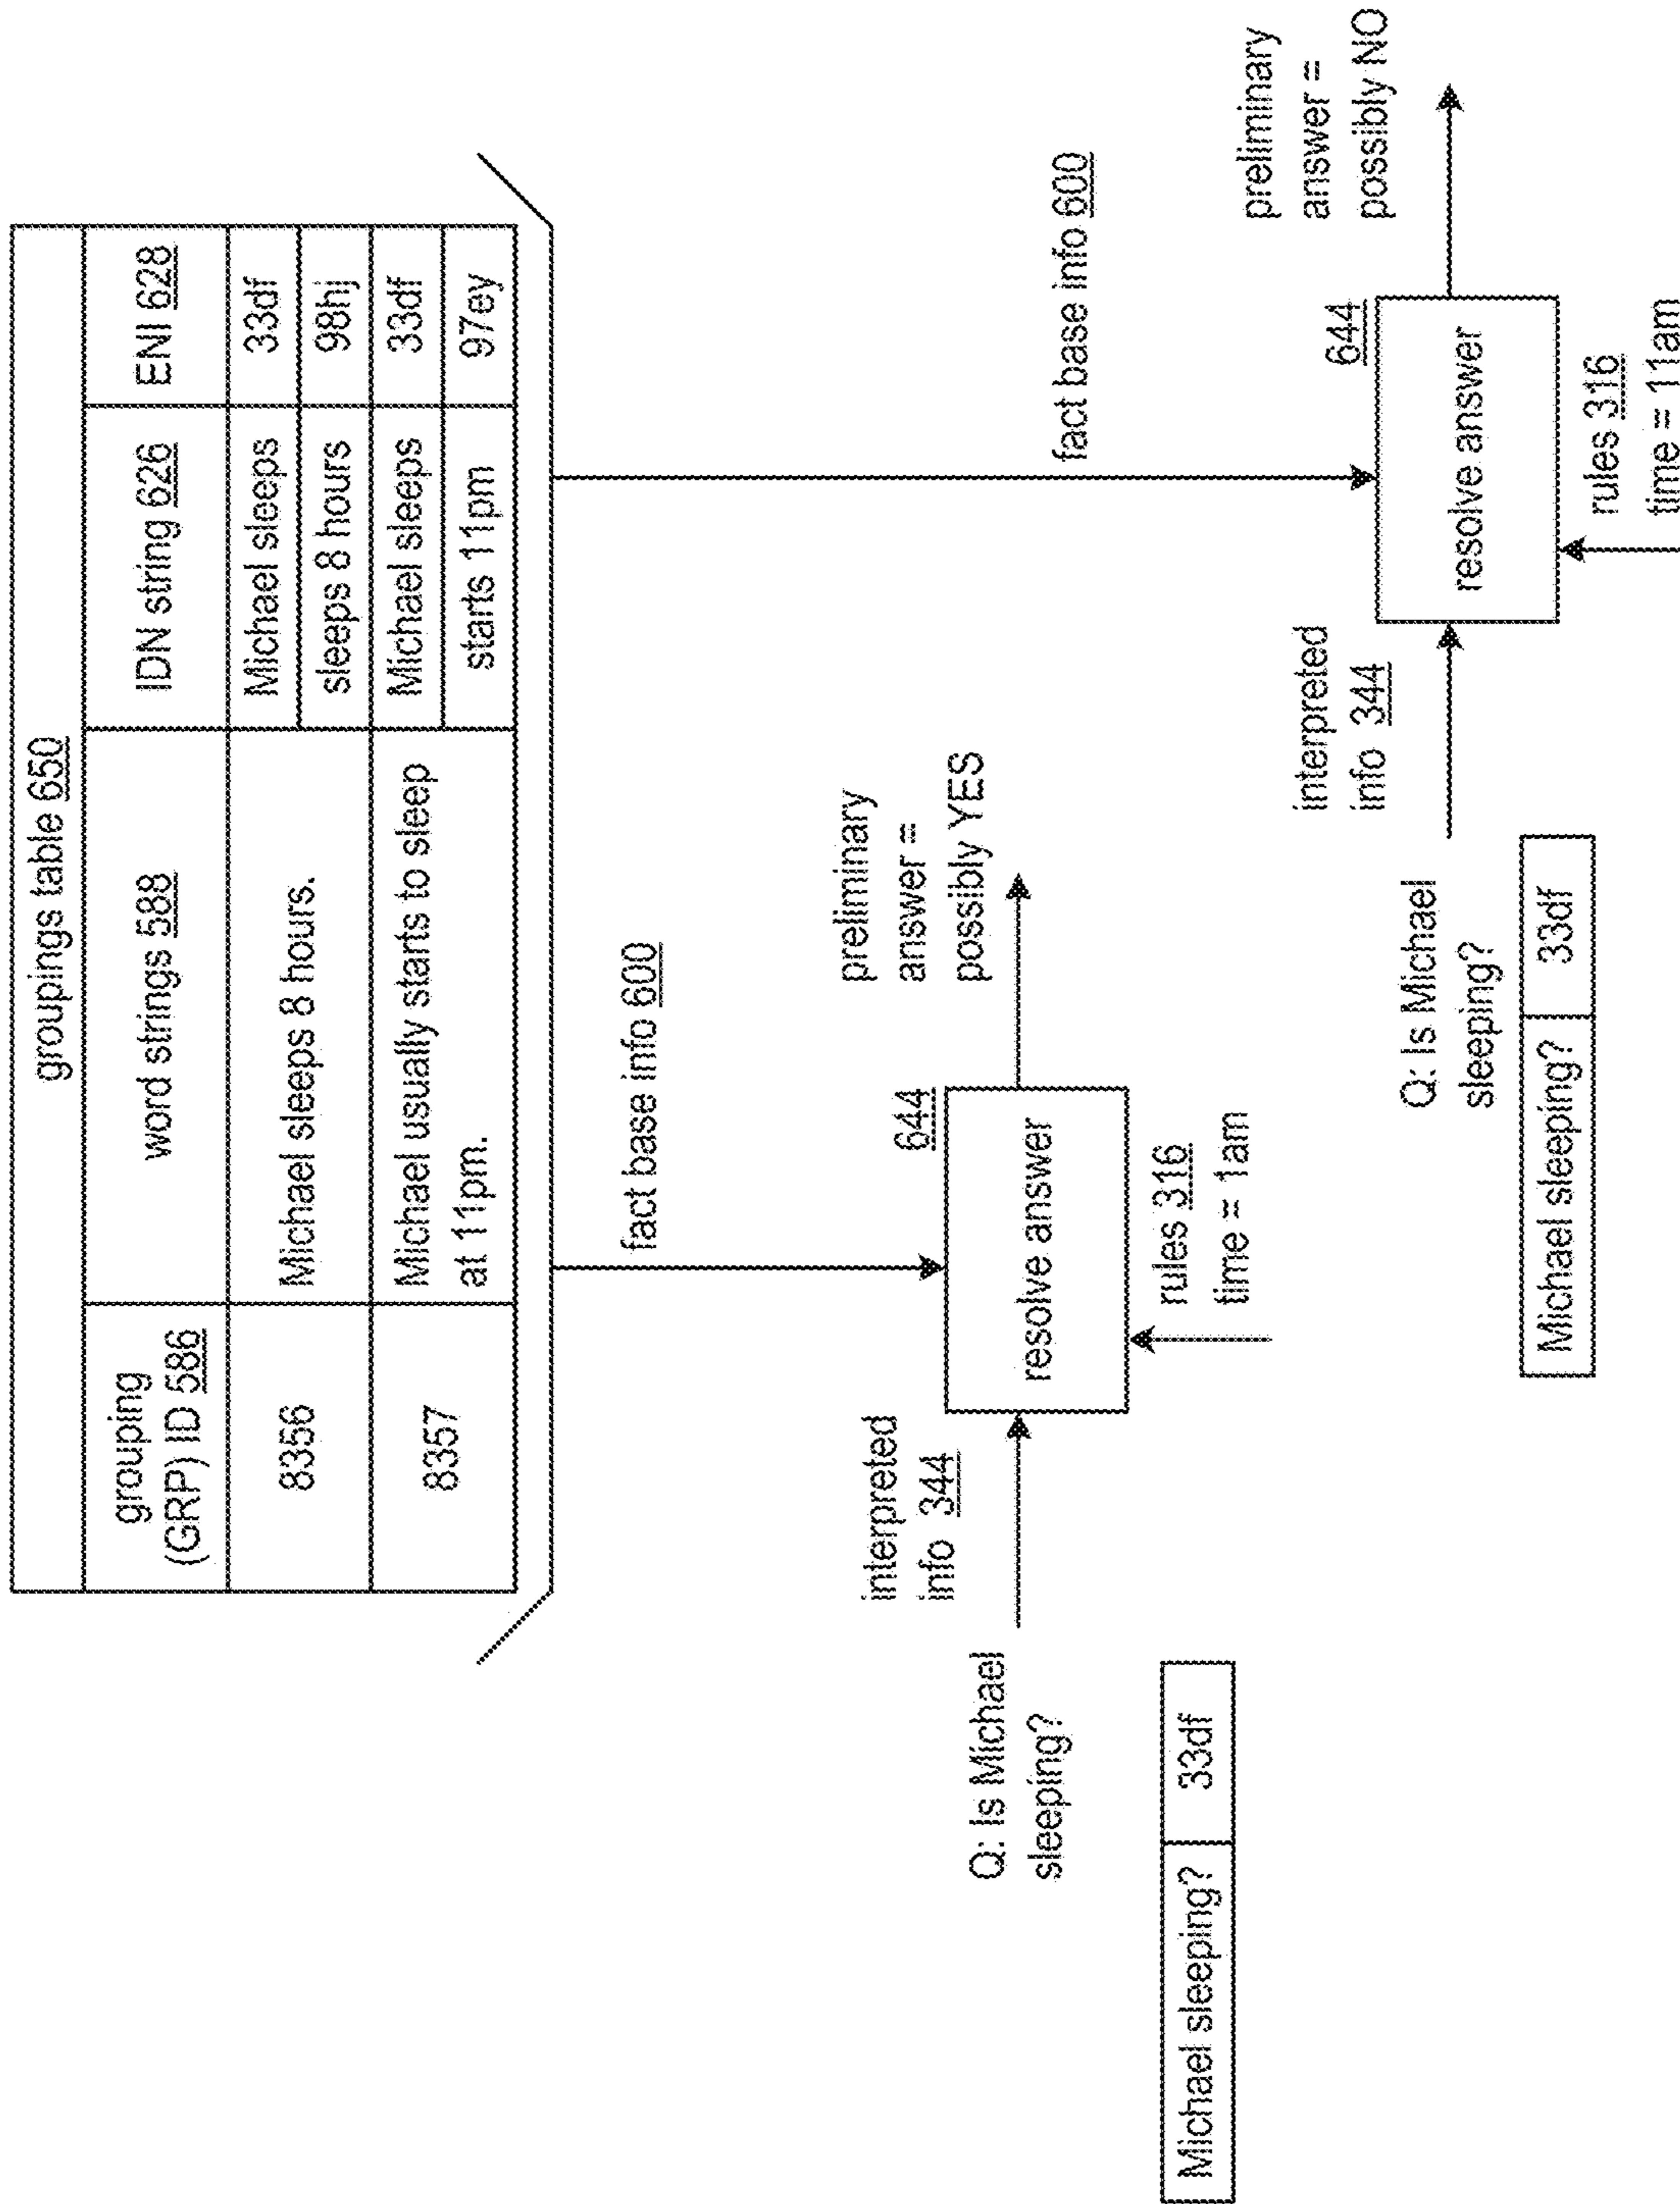 groupings table 650
grouping
(GRP) ID 586
word strings 588
IDN string 626
ENI 628
8356
Michael sleeps 8 hours.
Michael sleeps
33df
sleeps 8 hours
98hj
8357
Michael usually starts to sleep
at 11pm.
Michael sleeps
33df
starts 11pm
97ey
fact base info 600
interpreted
info 344
Q: Is Michael
sleeping?
Michael sleeping?
33df
644
resolve answer
rules 316
time = 1am
preliminary
answer =
possibly YES
fact base info 600
interpreted
info 344
Q: Is Michael
sleeping?
Michael sleeping?
33df
644
resolve answer
rules 316
time = 11am
preliminary
answer =
possibly NO